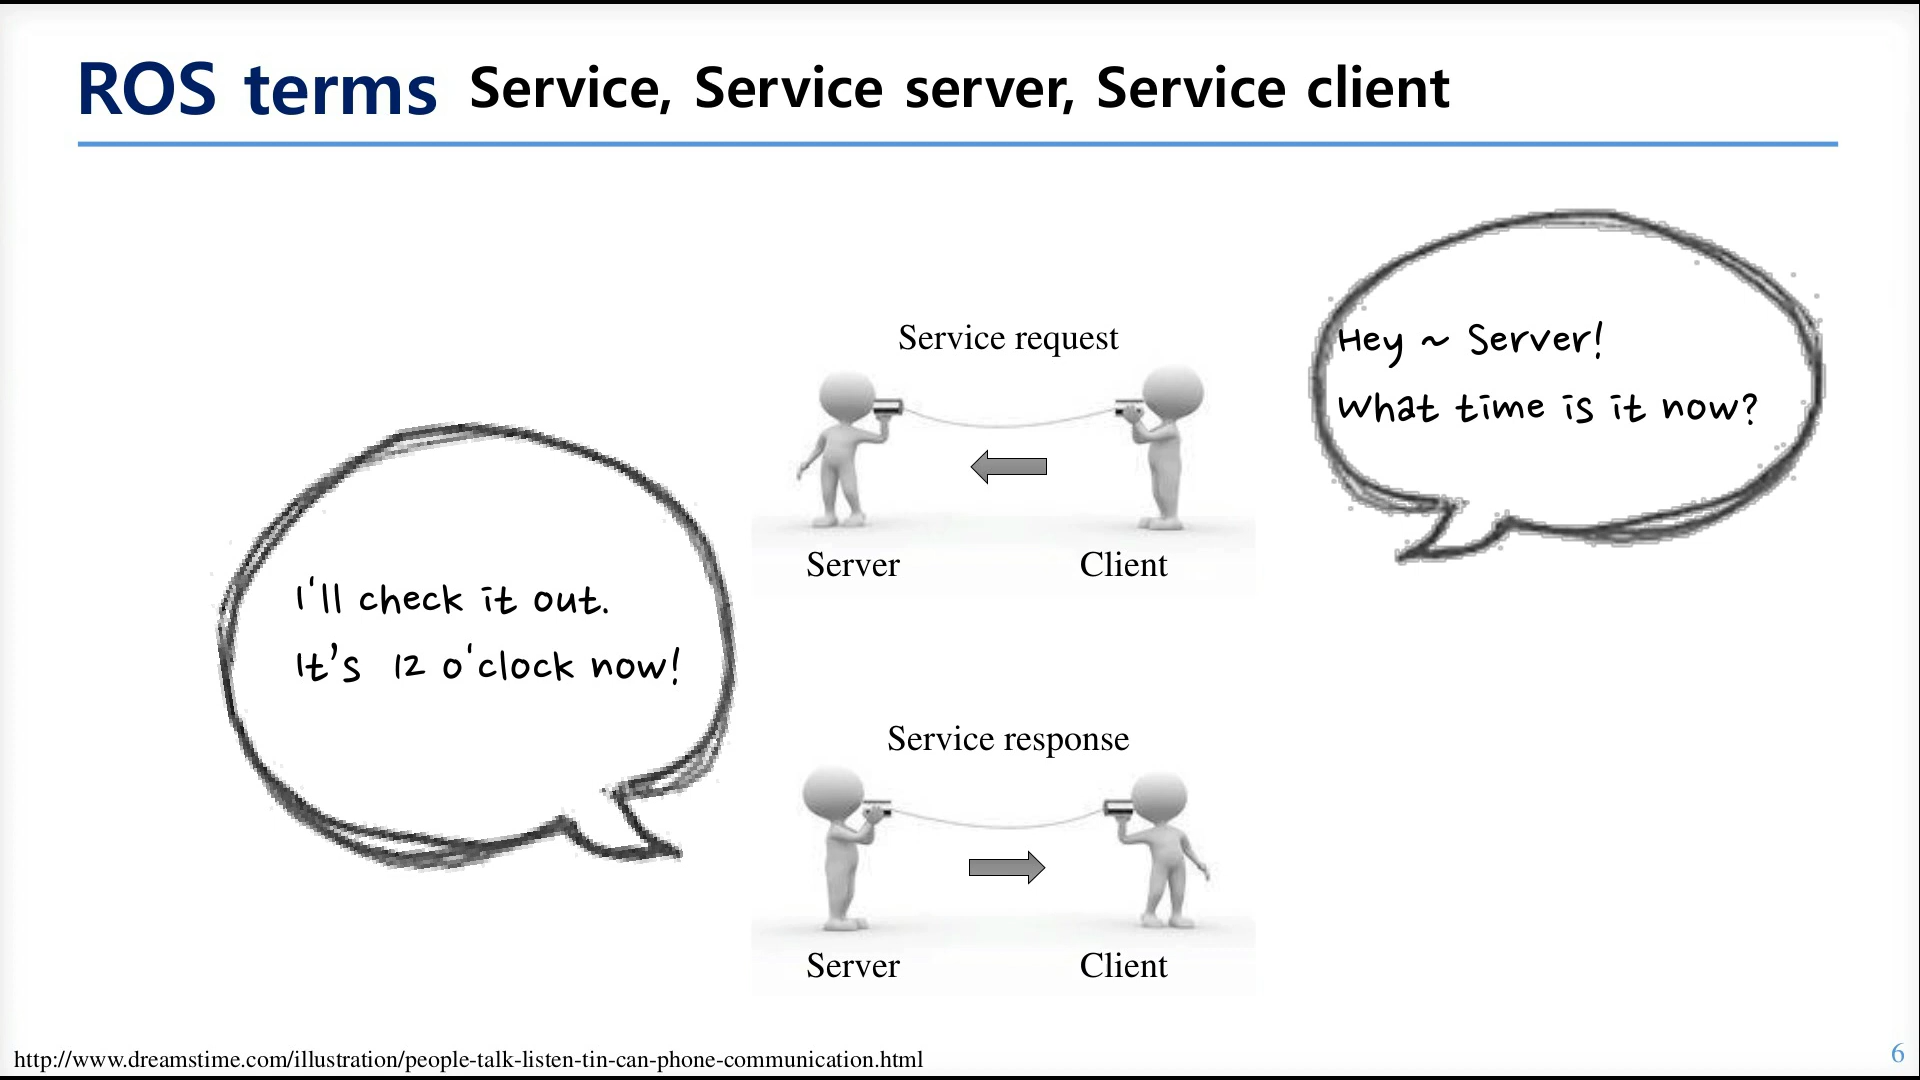 ROS terms Service, Service server, Service client
Service request
Hey ~ Server!
What time is it now?
Server
Client
I'll check it out.
It's 12 o'clock now!
Service response
Server
Client
http://www.dreamstime.com/illustration/people-talk-listen-tin-can-phone-communication.html
6